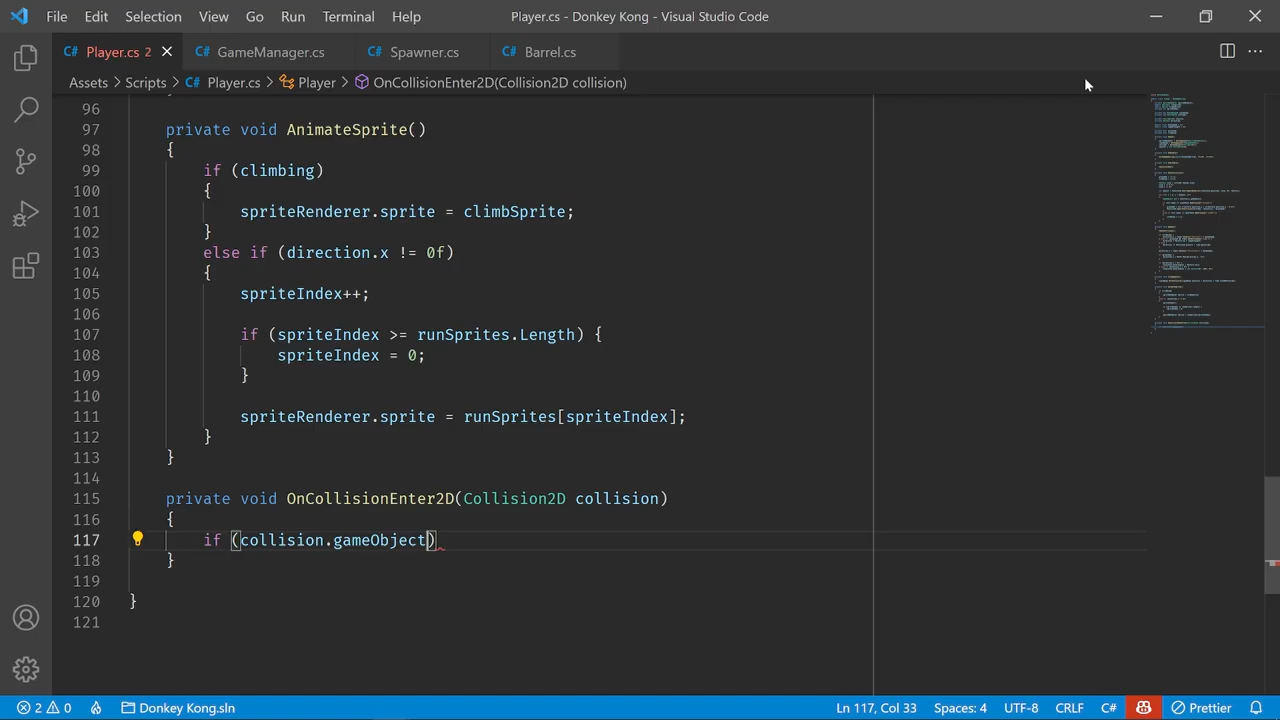 File Edit Selection View Go Run Terminal Help Player.cs - Donkey Kong - Visual Studio Code
C# Player.cs 2 C# GameManager.cs C# Spawner.cs C# Barrel.cs
Assets > Scripts > C# Player.cs > Player > OnCollisionEnter2D(Collision2D collision)
96
97 private void AnimateSprite()
98 {
99 if (climbing)
100 {
101 spriteRenderer.sprite = climbSprite;
102 }
103 else if (direction.x != 0f)
104 {
105 spriteIndex++;
106
107 if (spriteIndex >= runSprites.Length) {
108 spriteIndex = 0;
109 }
110
111 spriteRenderer.sprite = runSprites[spriteIndex];
112 }
113 }
114
115 private void OnCollisionEnter2D(Collision2D collision)
116 {
117 if (collision.gameObject)
118 }
119
120 }
121
2 0 Donkey Kong.sln Ln 117, Col 33 Spaces: 4 UTF-8 CRLF C# Prettier